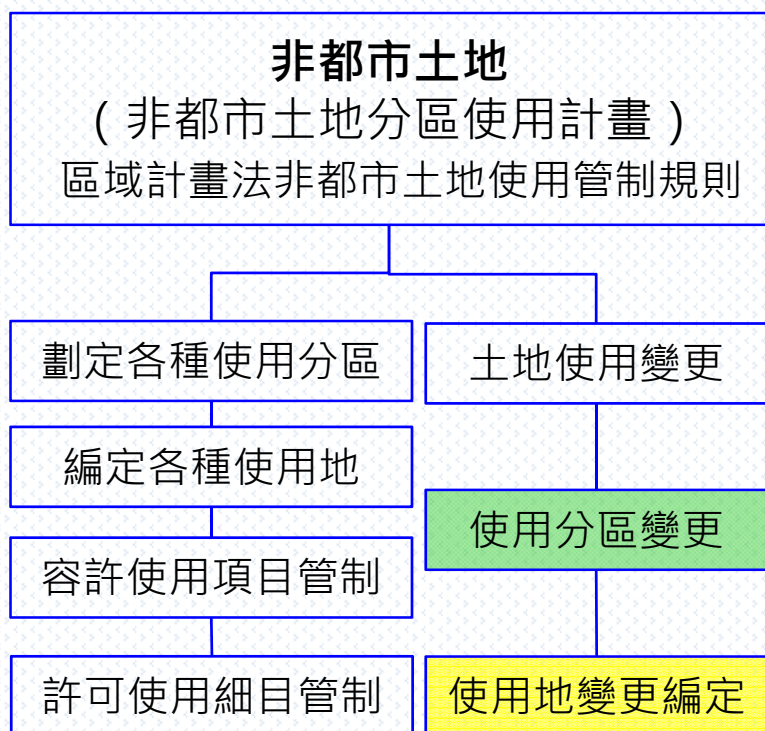 非都市土地
(非都市土地分區使用計畫)
區域計畫法非都市土地使用管制規則
劃定各種使用分區
編定各種使用地
容許使用項目管制
許可使用細目管制
土地使用變更
使用分區變更
使用地變更編定